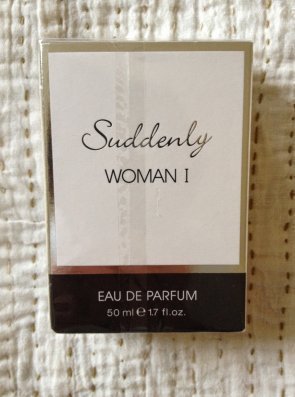 Suddenly
WOMAN I
EAU DE PARFUM
50 ml ℮ 1.7 fl.oz.